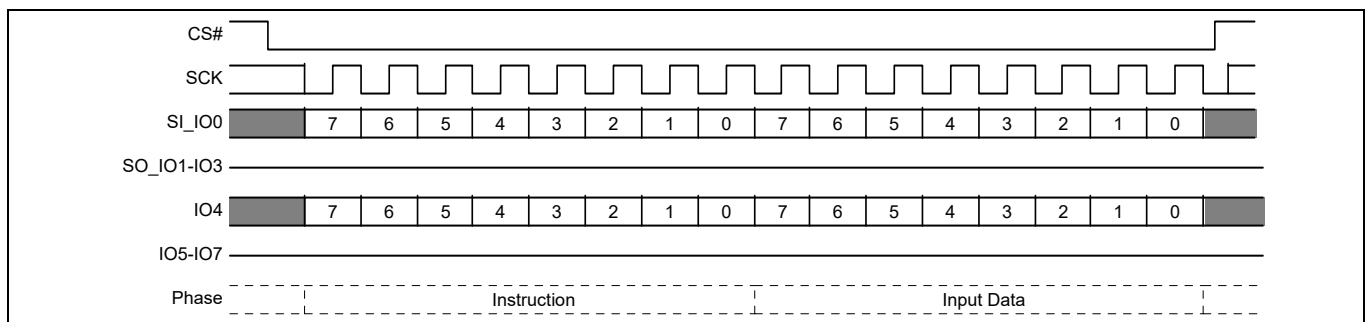 CS#
SCK
SI_IO0 7 6 5 4 3 2 1 0 7 6 5 4 3 2 1 0
SO_IO1-IO3
IO4 7 6 5 4 3 2 1 0 7 6 5 4 3 2 1 0
IO5-IO7
Phase Instruction Input Data